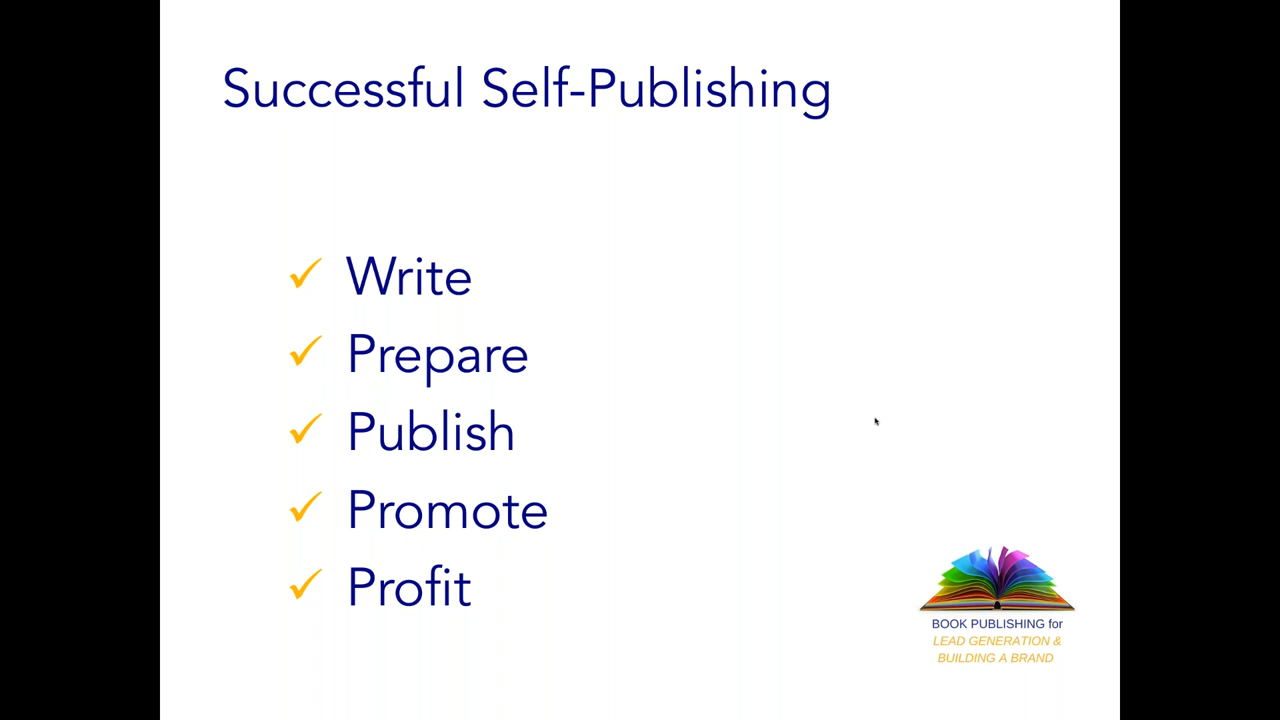 Successful Self-Publishing
Write
Prepare
Publish
Promote
Profit
BOOK PUBLISHING for
LEAD GENERATION &
BUILDING A BRAND